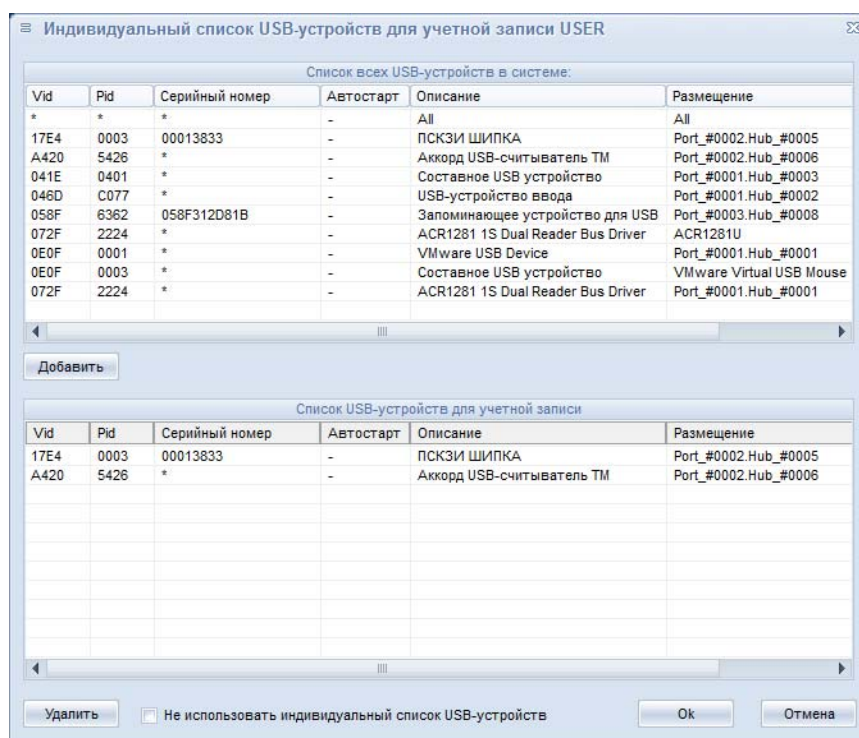 Индивидуальный список USB-устройств для учетной записи USER
Список всех USB-устройств в системе:
Vid Pid Серийный номер Автостарт Описание Размещение
* * * - All All
17E4 0003 00013833 - ПСКЗИ ШИПКА Port_#0002.Hub_#0005
A420 5426 * - Аккорд USB-считыватель ТМ Port_#0002.Hub_#0006
041E 0401 * - Составное USB устройство Port_#0001.Hub_#0003
046D C077 * - USB-устройство ввода Port_#0001.Hub_#0002
058F 6362 058F312D81B - Запоминающее устройство для USB Port_#0003.Hub_#0008
072F 2224 * - ACR1281 1S Dual Reader Bus Driver ACR1281U
0E0F 0001 * - VMware USB Device Port_#0001.Hub_#0001
0E0F 0003 * - Составное USB устройство VMware Virtual USB Mouse
072F 2224 * - ACR1281 1S Dual Reader Bus Driver Port_#0001.Hub_#0001
Добавить
Список USB-устройств для учетной записи
Vid Pid Серийный номер Автостарт Описание Размещение
17E4 0003 00013833 - ПСКЗИ ШИПКА Port_#0002.Hub_#0005
A420 5426 * - Аккорд USB-считыватель ТМ Port_#0002.Hub_#0006
Удалить Не использовать индивидуальный список USB-устройств Ok Отмена